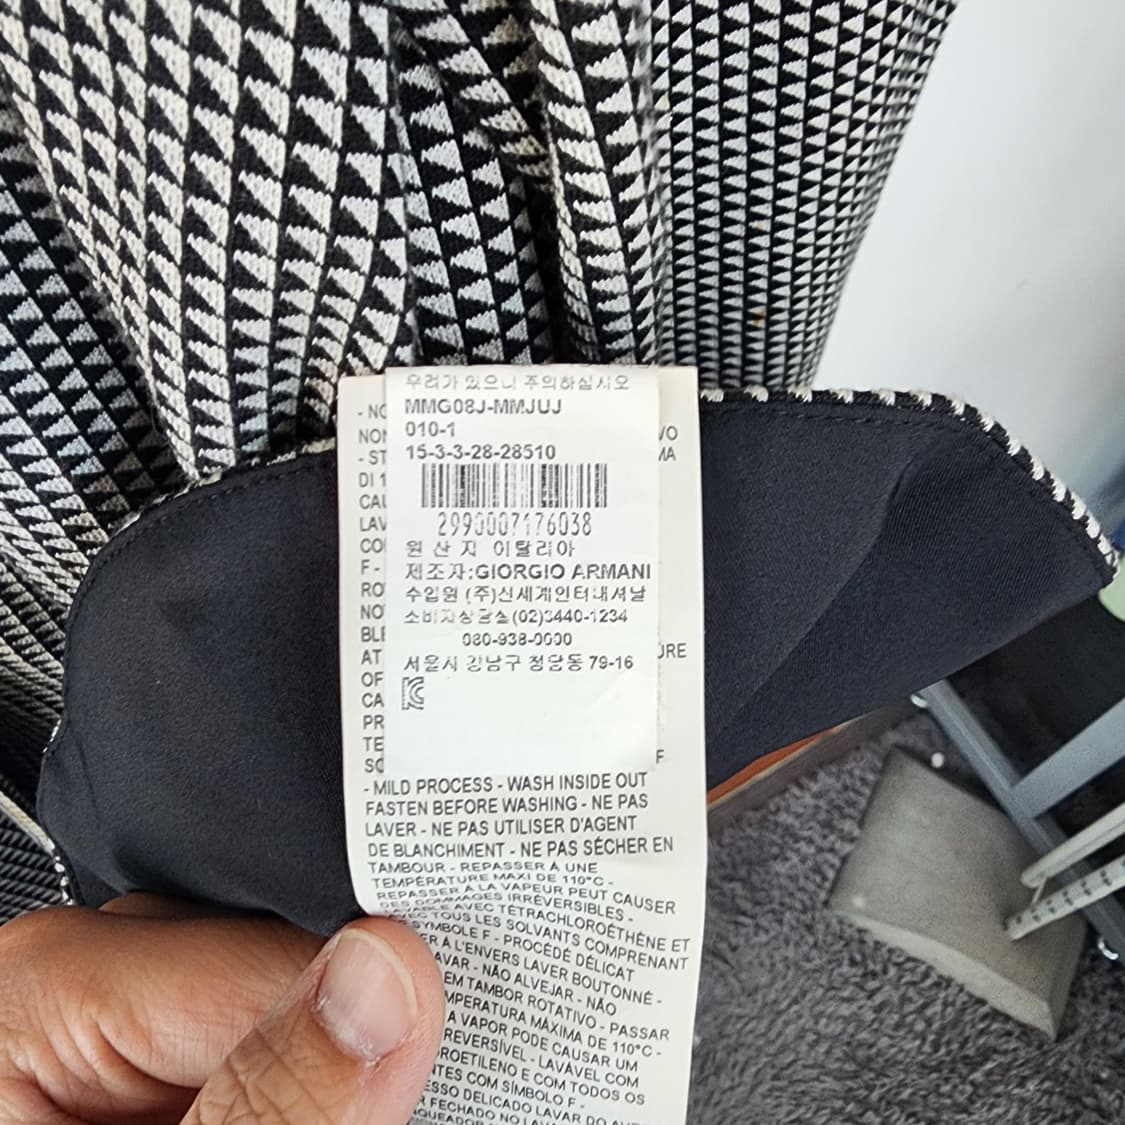 우려가 있으니 주의하십시오
MMG08J-MMJUJ
010-1
15-3-3-28-28510
2990007176038
원 산 지 이탈리아
제조자:GIORGIO ARMANI
수입원 (주)신세계인터내셔날
소비자상담실(02)3440-1234
080-938-0000
서울시 강남구 청담동 79-16
- MILD PROCESS - WASH INSIDE OUT
FASTEN BEFORE WASHING - NE PAS
LAVER - NE PAS UTILISER D'AGENT
DE BLANCHIMENT - NE PAS SÉCHER EN
TAMBOUR - REPASSER À UNE
TEMPÉRATURE MAXI DE 110°C -
REPASSER À LA VAPEUR PEUT CAUSER
DES DOMMAGES IRRÉVERSIBLES -
AVEC TÉTRACHLOROÉTHÈNE ET
AVEC TOUS LES SOLVANTS COMPRENANT
SYMBOLE F - PROCÉDÉ DÉLICAT
À L'ENVERS LAVER BOUTONNÉ -
- NÃO ALVEJAR - NÃO
EM TAMBOR ROTATIVO - PASSAR
MÁXIMA DE 110°C -
A VAPOR PODE CAUSAR UM
- LAVÁVEL COM
E COM TODOS OS
COM SÍMBOLO F -
DELICADO LAVAR DO
FECHADO NO